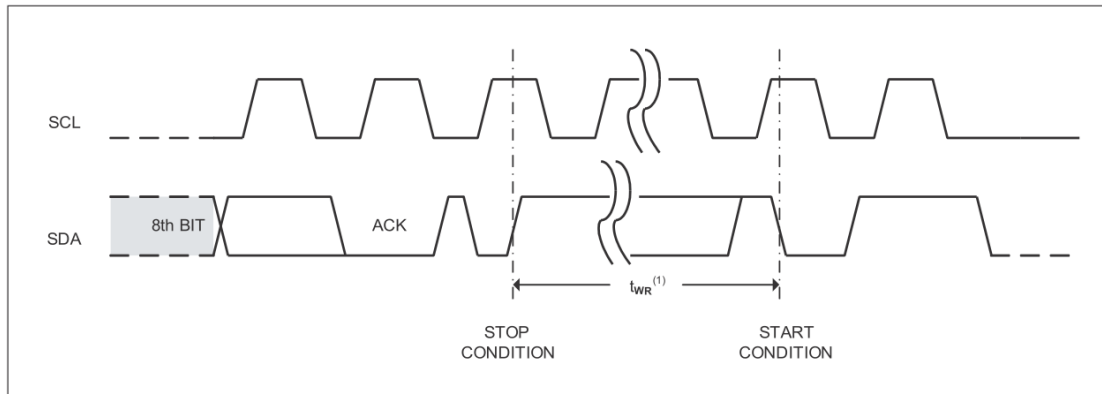 SCL
8th BIT
ACK
SDA
tWR(1)
STOP
CONDITION
START
CONDITION